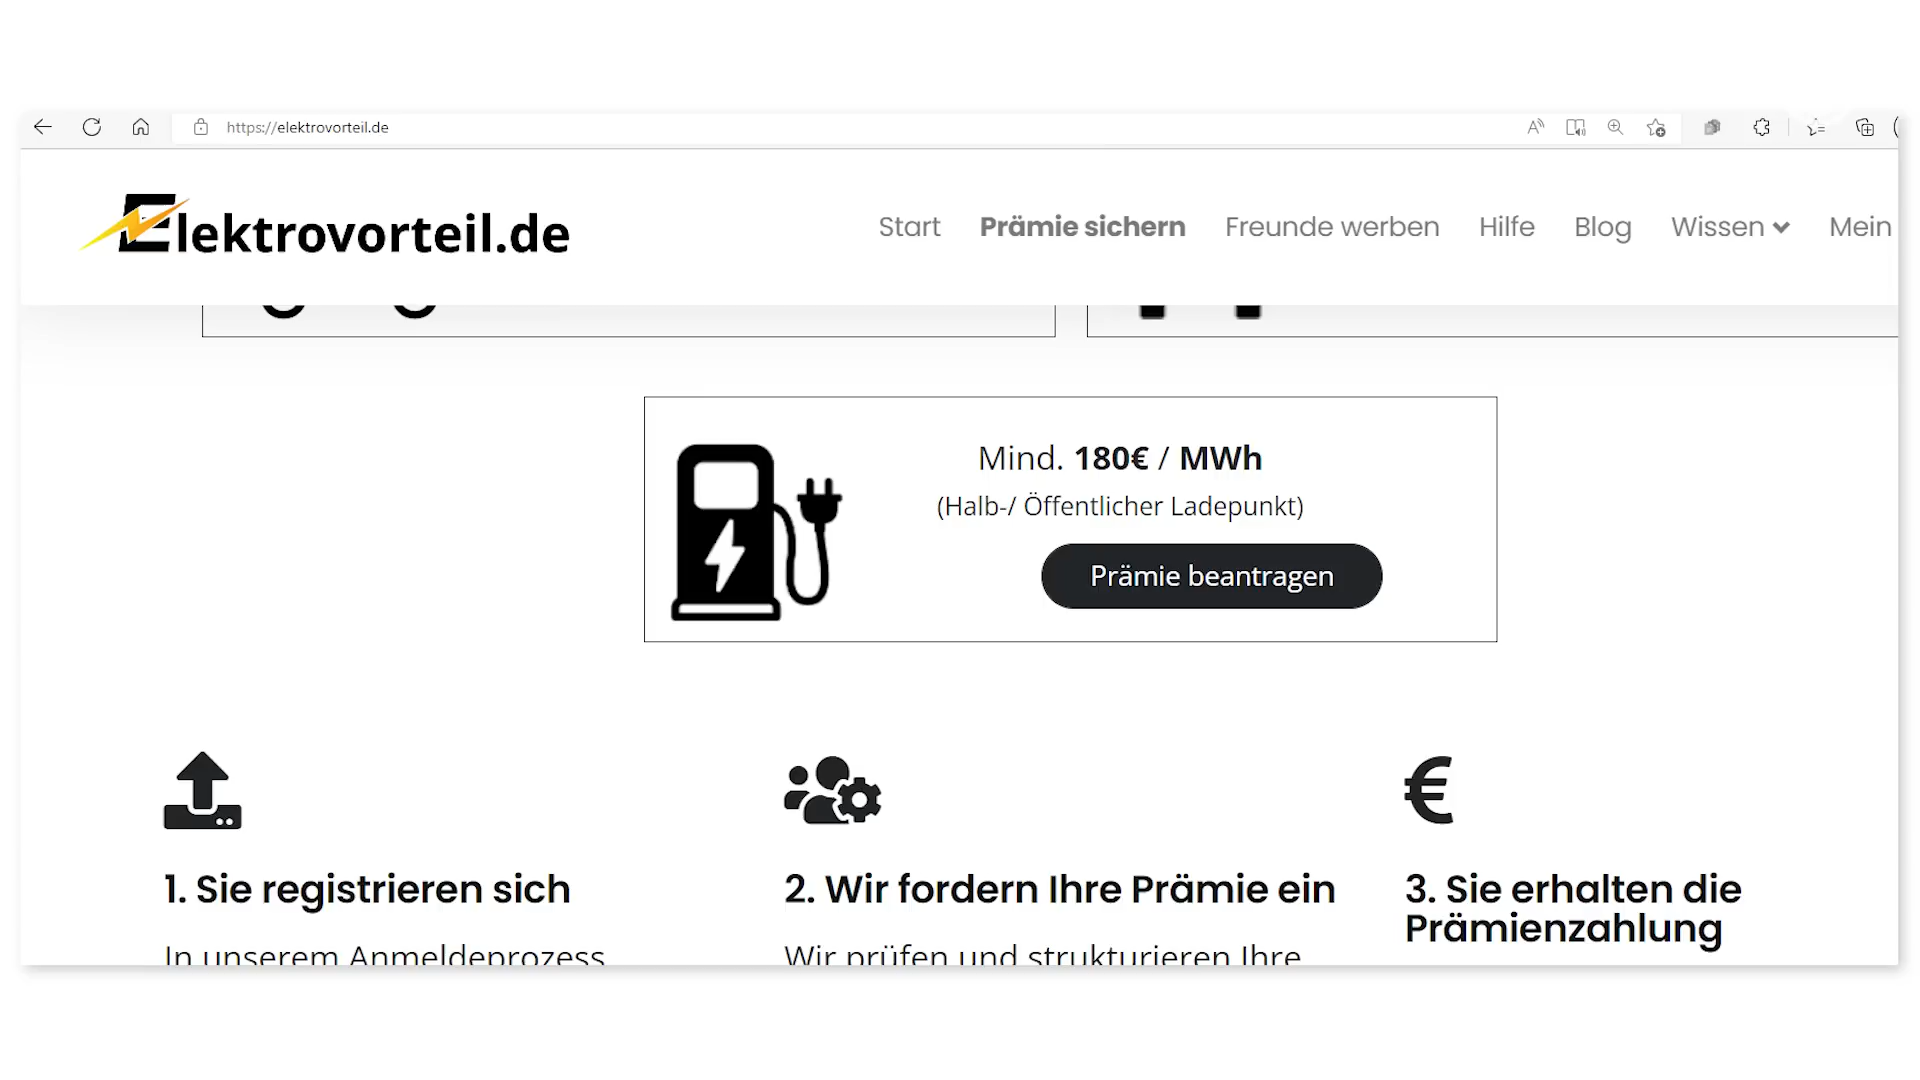 https://elektrovorteil.de
Elektrovorteil.de
Start Prämie sichern Freunde werben Hilfe Blog Wissen Mein
Mind. 180€ / MWh
(Halb-/ Öffentlicher Ladepunkt)
Prämie beantragen
1. Sie registrieren sich
In unserem Anmeldeprozess
2. Wir fordern Ihre Prämie ein
Wir prüfen und strukturieren Ihre
3. Sie erhalten die
Prämienzahlung